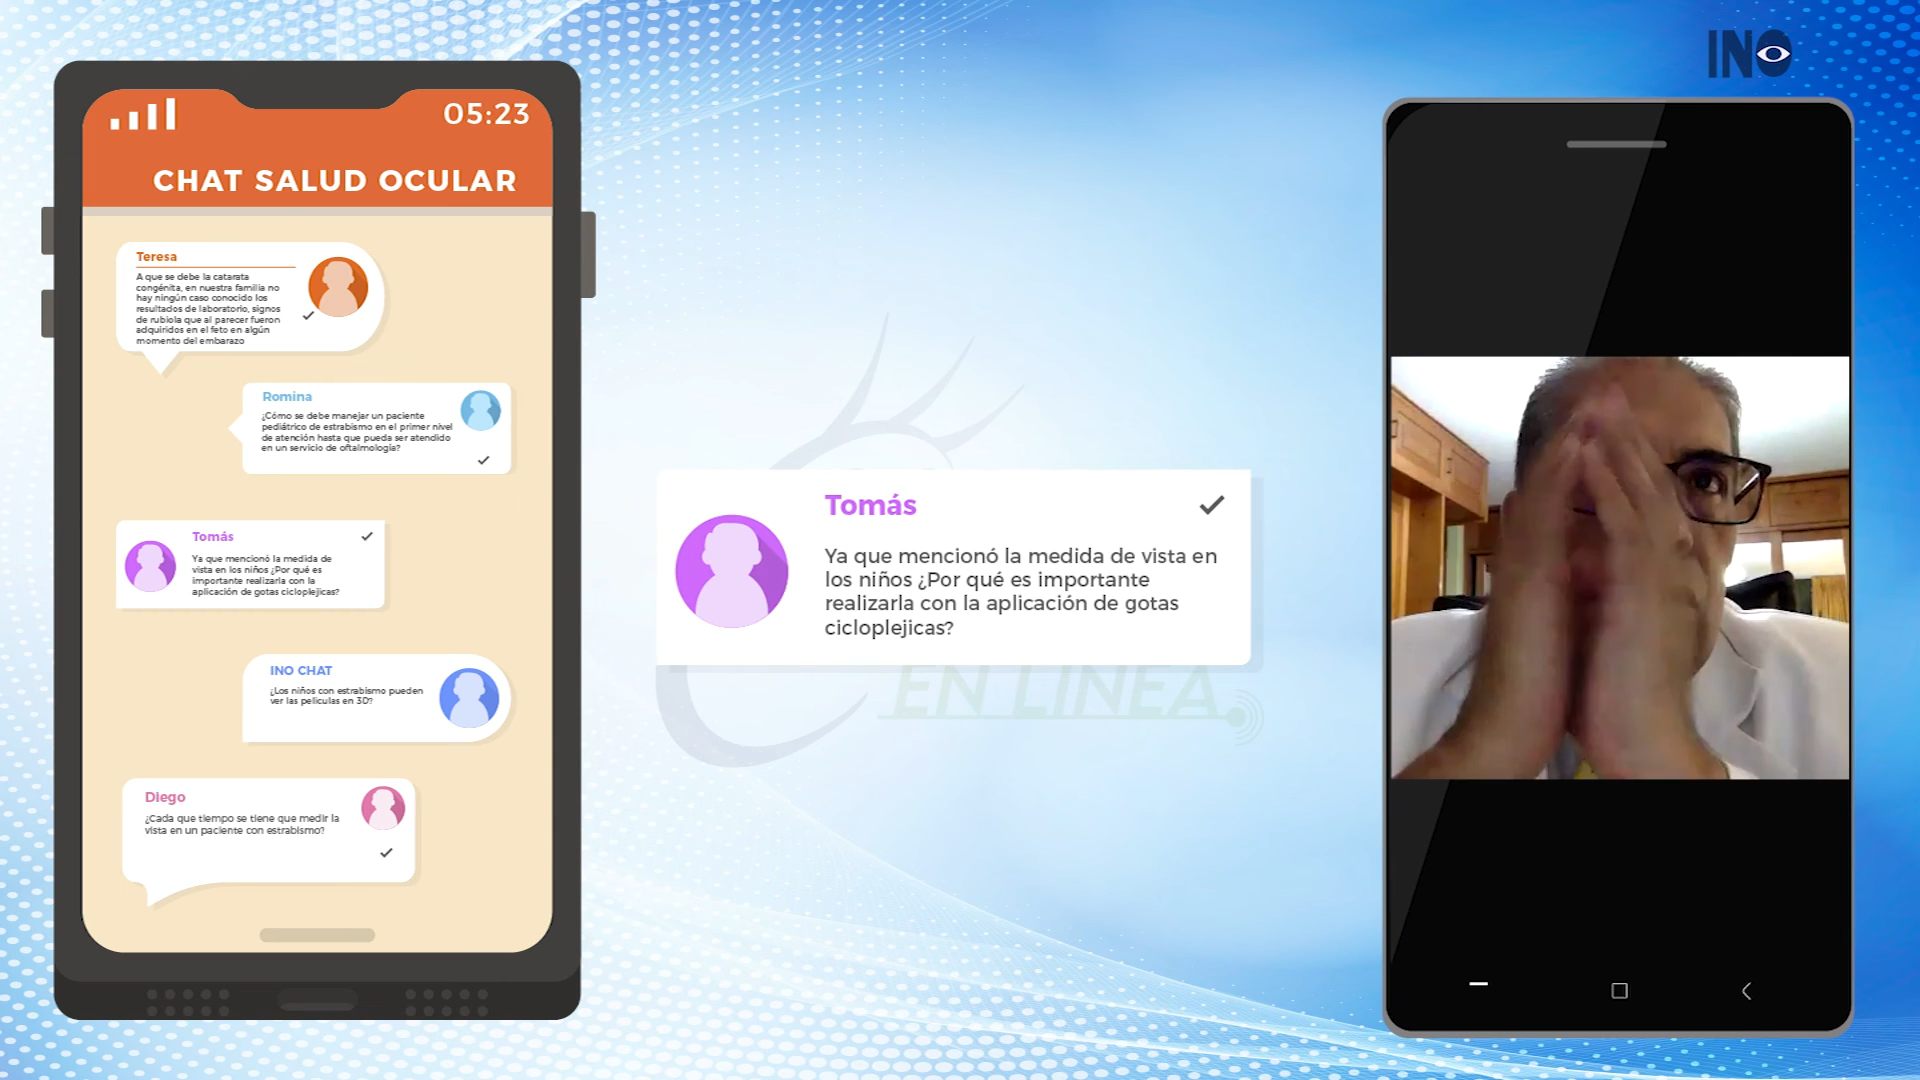 INO
05:23
CHAT SALUD OCULAR
Teresa
A que se debe la catarata
congénita, en nuestra familia no
hay ningún caso conocido los
resultados de laboratorio, signos
de rubiola que al parecer fueron
adquiridos en el feto en algún
momento del embarazo
Romina
¿Cómo se debe manejar un paciente
pediátrico de estrabismo en el primer nivel
de atención hasta que pueda ser atendido
en un servicio de oftalmología?
Tomás
Ya que mencionó la medida de
vista en los niños ¿Por qué es
importante realizarla con la
aplicación de gotas cicloplejicas?
INO CHAT
¿Los niños con estrabismo pueden
ver las peliculas en 3D?
Diego
¿Cada que tiempo se tiene que medir la
vista en un paciente con estrabismo?
Tomás
Ya que mencionó la medida de vista en
los niños ¿Por qué es importante
realizarla con la aplicación de gotas
cicloplejicas?
EN LINEA